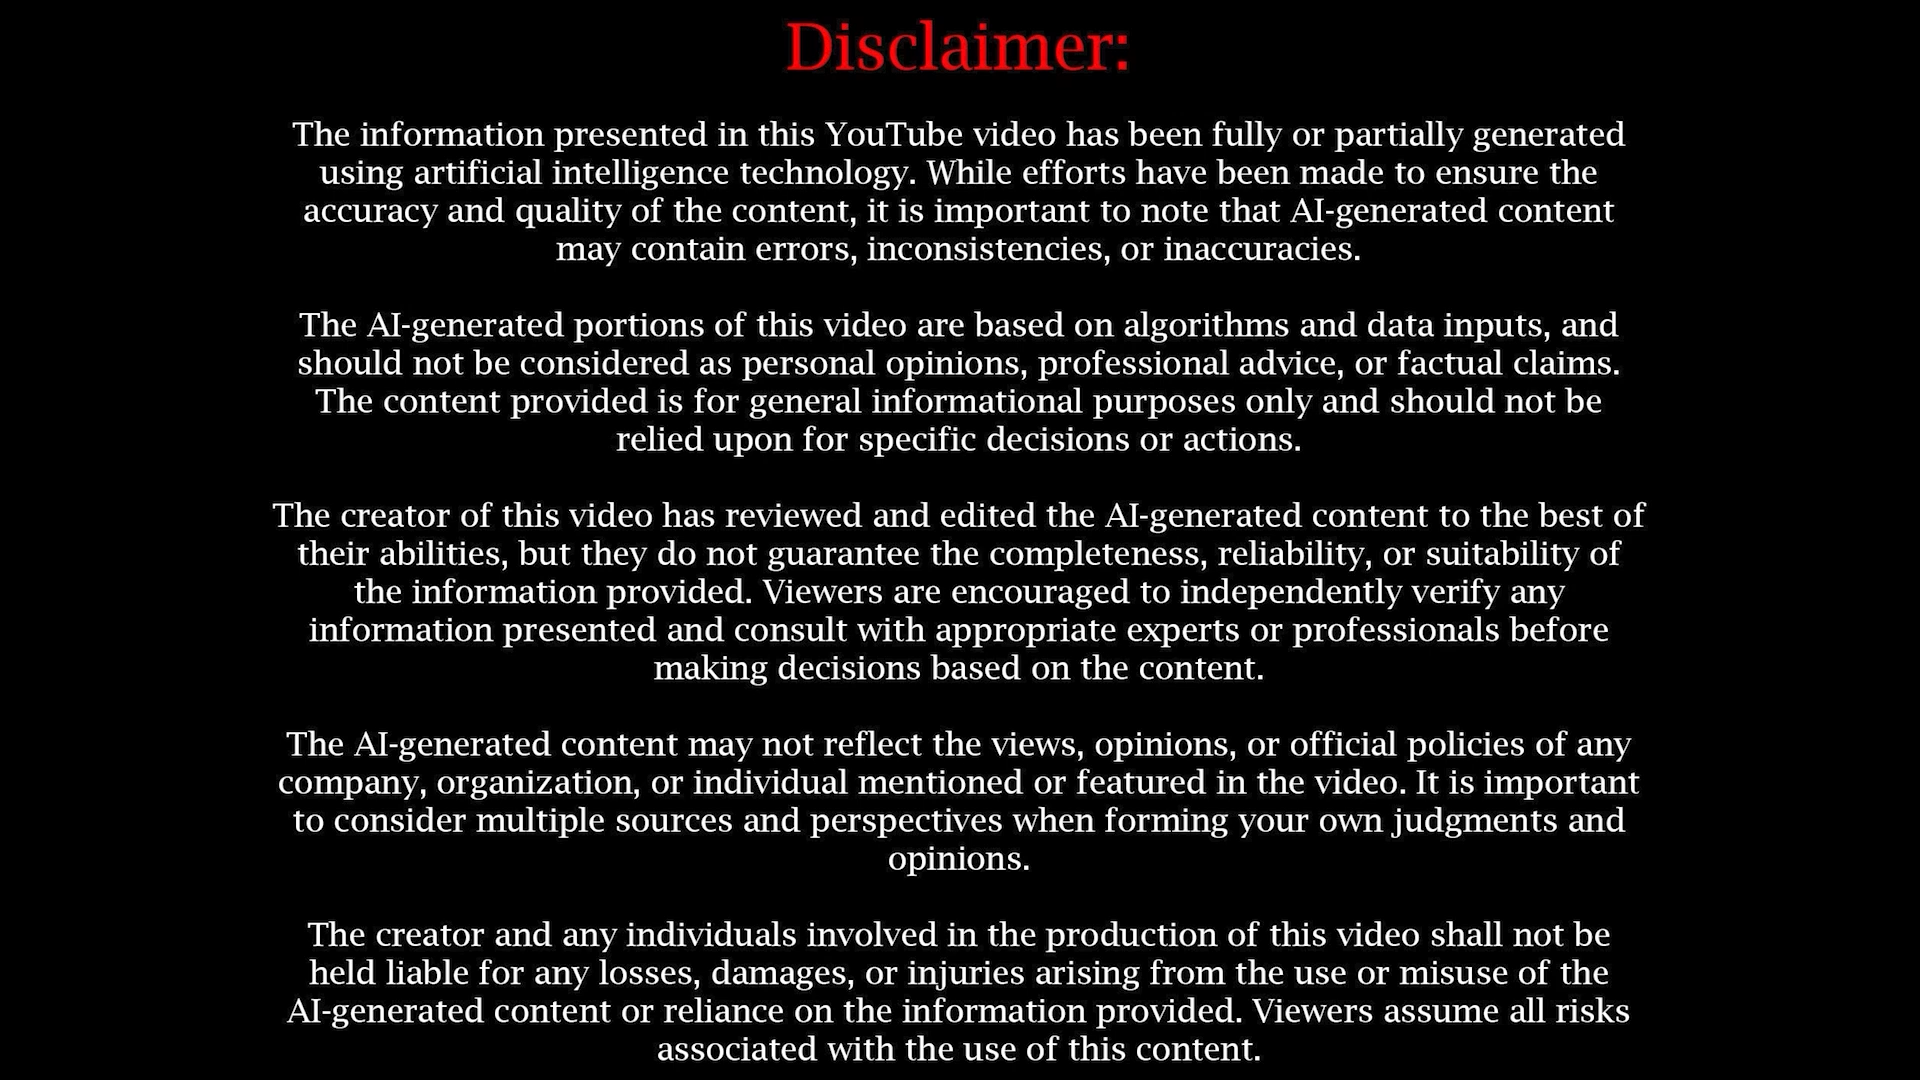 Disclaimer:
The information presented in this YouTube video has been fully or partially generated
using artificial intelligence technology. While efforts have been made to ensure the
accuracy and quality of the content, it is important to note that AI-generated content
may contain errors, inconsistencies, or inaccuracies.
The AI-generated portions of this video are based on algorithms and data inputs, and
should not be considered as personal opinions, professional advice, or factual claims.
The content provided is for general informational purposes only and should not be
relied upon for specific decisions or actions.
The creator of this video has reviewed and edited the AI-generated content to the best of
their abilities, but they do not guarantee the completeness, reliability, or suitability of
the information provided. Viewers are encouraged to independently verify any
information presented and consult with appropriate experts or professionals before
making decisions based on the content.
The AI-generated content may not reflect the views, opinions, or official policies of any
company, organization, or individual mentioned or featured in the video. It is important
to consider multiple sources and perspectives when forming your own judgments and
opinions.
The creator and any individuals involved in the production of this video shall not be
held liable for any losses, damages, or injuries arising from the use or misuse of the
AI-generated content or reliance on the information provided. Viewers assume all risks
associated with the use of this content.